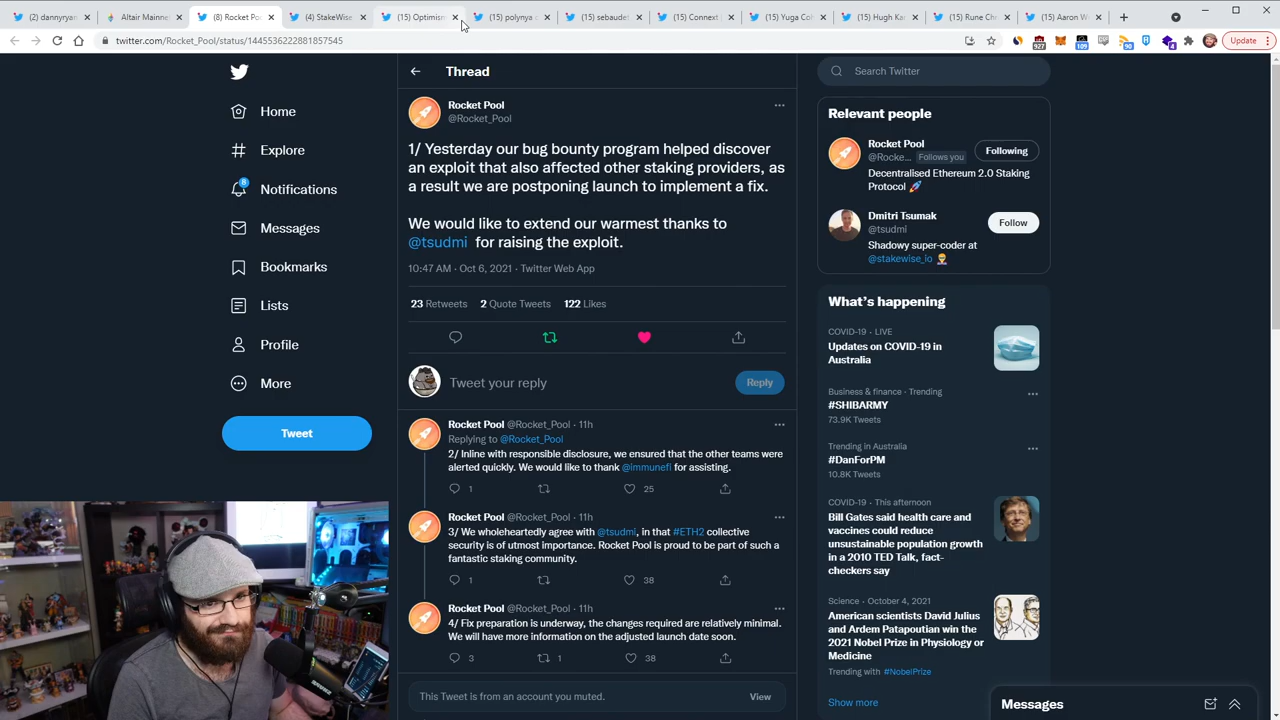 (2) dannyryan
Altair Mainne
(8) Rocket Po
(4) StakeWise
(15) Optimism
(15) polynya
(15) sebaudet
(15) Connext
(15) Yuga Coh
(15) Hugh Kar
(15) Rune Chr
(15) Aaron W
twitter.com/Rocket_Pool/status/1445536222881857545
927
109
90
4
Update
Thread
Search Twitter
Home
Explore
8
Notifications
Messages
Bookmarks
Lists
Profile
More
Tweet
Rocket Pool
@Rocket_Pool
1/ Yesterday our bug bounty program helped discover
an exploit that also affected other staking providers, as
a result we are postponing launch to implement a fix.
We would like to extend our warmest thanks to
@tsudmi for raising the exploit.
10:47 AM · Oct 6, 2021 · Twitter Web App
23 Retweets 2 Quote Tweets 122 Likes
Tweet your reply
Reply
Rocket Pool @Rocket_Pool · 11h
Replying to @Rocket_Pool
2/ Inline with responsible disclosure, we ensured that the other teams were
alerted quickly. We would like to thank @immunefi for assisting.
1 25
Rocket Pool @Rocket_Pool · 11h
3/ We wholeheartedly agree with @tsudmi, in that #ETH2 collective
security is of utmost importance. Rocket Pool is proud to be part of such a
fantastic staking community.
1 38
Rocket Pool @Rocket_Pool · 11h
4/ Fix preparation is underway, the changes required are relatively minimal.
We will have more information on the adjusted launch date soon.
3 1 38
This Tweet is from an account you muted.
View
Relevant people
Rocket Pool
@Rocke... Follows you
Following
Decentralised Ethereum 2.0 Staking
Protocol
Dmitri Tsumak
@tsudmi
Follow
Shadowy super-coder at
@stakewise_io
What's happening
COVID-19 · LIVE
Updates on COVID-19 in
Australia
Business & finance · Trending
#SHIBARMY
73.9K Tweets
Trending in Australia
#DanForPM
10.8K Tweets
COVID-19 · This afternoon
Bill Gates said health care and
vaccines could reduce
unsustainable population growth
in a 2010 TED Talk, fact-
checkers say
Science · October 4, 2021
American scientists David Julius
and Ardem Patapoutian win the
2021 Nobel Prize in Physiology or
Medicine
Trending with #NobelPrize
Show more
Messages